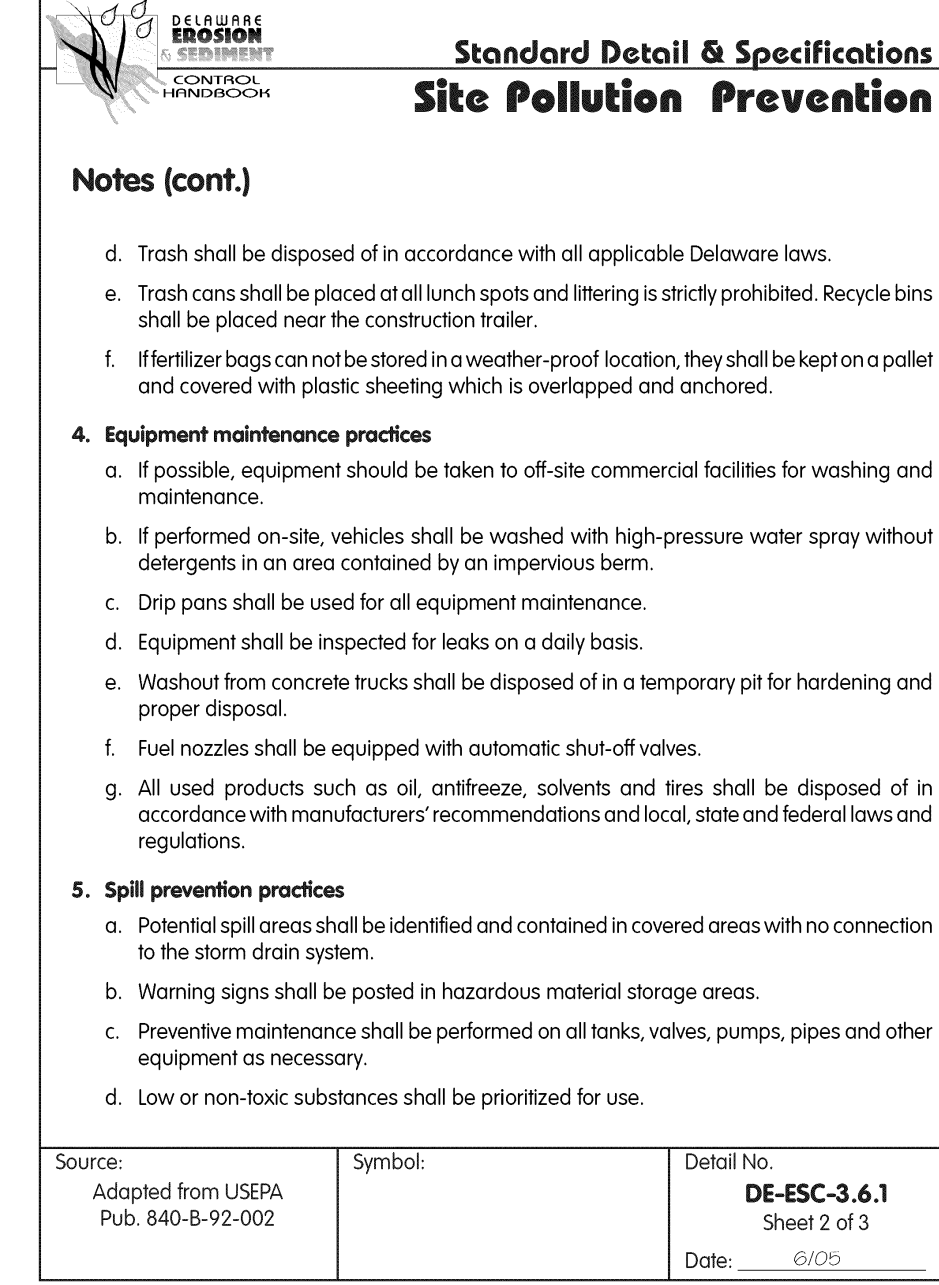 DELAWARE
EROSION
& SEDIMENT
CONTROL
HANDBOOK
Standard Detail & Specifications
Site Pollution Prevention
Notes (cont.)
d. Trash shall be disposed of in accordance with all applicable Delaware laws.
e. Trash cans shall be placed at all lunch spots and littering is strictly prohibited. Recycle bins
shall be placed near the construction trailer.
f. If fertilizer bags can not be stored in a weather-proof location, they shall be kept on a pallet
and covered with plastic sheeting which is overlapped and anchored.
4. Equipment maintenance practices
a. If possible, equipment should be taken to off-site commercial facilities for washing and
maintenance.
b. If performed on-site, vehicles shall be washed with high-pressure water spray without
detergents in an area contained by an impervious berm.
c. Drip pans shall be used for all equipment maintenance.
d. Equipment shall be inspected for leaks on a daily basis.
e. Washout from concrete trucks shall be disposed of in a temporary pit for hardening and
proper disposal.
f. Fuel nozzles shall be equipped with automatic shut-off valves.
g. All used products such as oil, antifreeze, solvents and tires shall be disposed of in
accordance with manufacturers' recommendations and local, state and federal laws and
regulations.
5. Spill prevention practices
a. Potential spill areas shall be identified and contained in covered areas with no connection
to the storm drain system.
b. Warning signs shall be posted in hazardous material storage areas.
c. Preventive maintenance shall be performed on all tanks, valves, pumps, pipes and other
equipment as necessary.
d. Low or non-toxic substances shall be prioritized for use.
Source:
Adapted from USEPA
Pub. 840-B-92-002
Symbol:
Detail No.
DE-ESC-3.6.1
Sheet 2 of 3
Date: 6/05